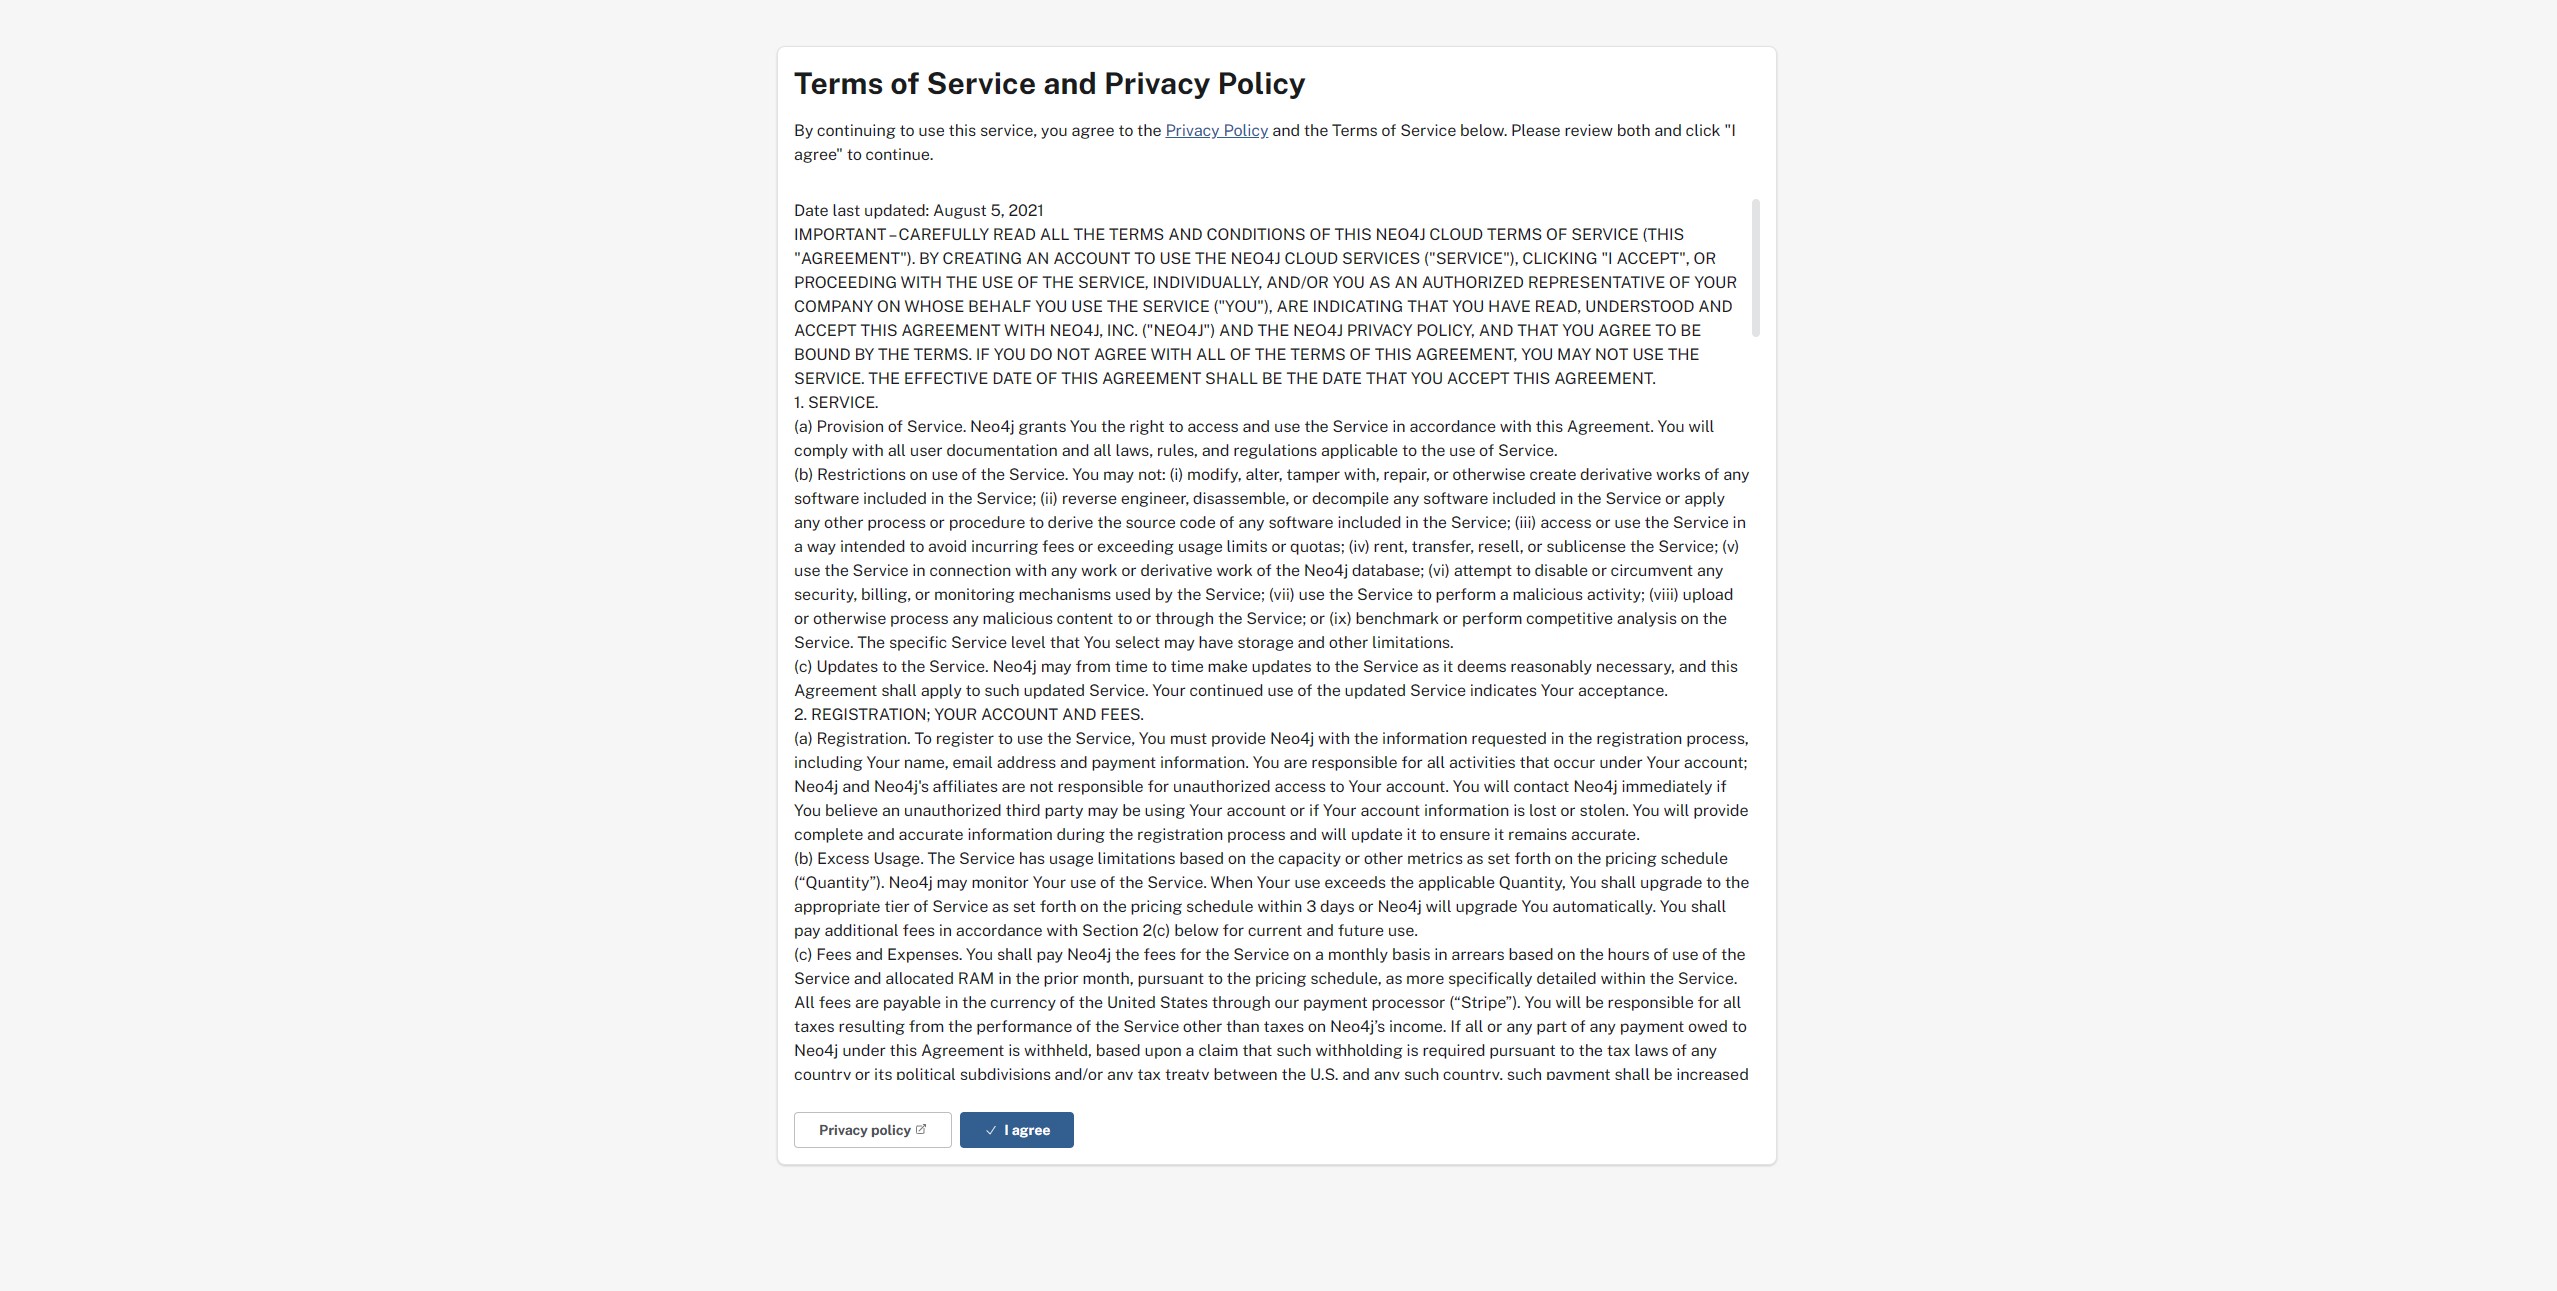 Terms of Service and Privacy Policy
By continuing to use this service, you agree to the Privacy Policy and the Terms of Service below. Please review both and click "I
agree" to continue.
Date last updated: August 5, 2021
IMPORTANT – CAREFULLY READ ALL THE TERMS AND CONDITIONS OF THIS NEO4J CLOUD TERMS OF SERVICE (THIS
"AGREEMENT"). BY CREATING AN ACCOUNT TO USE THE NEO4J CLOUD SERVICES ("SERVICE"), CLICKING "I ACCEPT", OR
PROCEEDING WITH THE USE OF THE SERVICE, INDIVIDUALLY, AND/OR YOU AS AN AUTHORIZED REPRESENTATIVE OF YOUR
COMPANY ON WHOSE BEHALF YOU USE THE SERVICE ("YOU"), ARE INDICATING THAT YOU HAVE READ, UNDERSTOOD AND
ACCEPT THIS AGREEMENT WITH NEO4J, INC. ("NEO4J") AND THE NEO4J PRIVACY POLICY, AND THAT YOU AGREE TO BE
BOUND BY THE TERMS. IF YOU DO NOT AGREE WITH ALL OF THE TERMS OF THIS AGREEMENT, YOU MAY NOT USE THE
SERVICE. THE EFFECTIVE DATE OF THIS AGREEMENT SHALL BE THE DATE THAT YOU ACCEPT THIS AGREEMENT.
1. SERVICE.
(a) Provision of Service. Neo4j grants You the right to access and use the Service in accordance with this Agreement. You will
comply with all user documentation and all laws, rules, and regulations applicable to the use of Service.
(b) Restrictions on use of the Service. You may not: (i) modify, alter, tamper with, repair, or otherwise create derivative works of any
software included in the Service; (ii) reverse engineer, disassemble, or decompile any software included in the Service or apply
any other process or procedure to derive the source code of any software included in the Service; (iii) access or use the Service in
a way intended to avoid incurring fees or exceeding usage limits or quotas; (iv) rent, transfer, resell, or sublicense the Service; (v)
use the Service in connection with any work or derivative work of the Neo4j database; (vi) attempt to disable or circumvent any
security, billing, or monitoring mechanisms used by the Service; (vii) use the Service to perform a malicious activity; (viii) upload
or otherwise process any malicious content to or through the Service; or (ix) benchmark or perform competitive analysis on the
Service. The specific Service level that You select may have storage and other limitations.
(c) Updates to the Service. Neo4j may from time to time make updates to the Service as it deems reasonably necessary, and this
Agreement shall apply to such updated Service. Your continued use of the updated Service indicates Your acceptance.
2. REGISTRATION; YOUR ACCOUNT AND FEES.
(a) Registration. To register to use the Service, You must provide Neo4j with the information requested in the registration process,
including Your name, email address and payment information. You are responsible for all activities that occur under Your account;
Neo4j and Neo4j's affiliates are not responsible for unauthorized access to Your account. You will contact Neo4j immediately if
You believe an unauthorized third party may be using Your account or if Your account information is lost or stolen. You will provide
complete and accurate information during the registration process and will update it to ensure it remains accurate.
(b) Excess Usage. The Service has usage limitations based on the capacity or other metrics as set forth on the pricing schedule
(“Quantity”). Neo4j may monitor Your use of the Service. When Your use exceeds the applicable Quantity, You shall upgrade to the
appropriate tier of Service as set forth on the pricing schedule within 3 days or Neo4j will upgrade You automatically. You shall
pay additional fees in accordance with Section 2(c) below for current and future use.
(c) Fees and Expenses. You shall pay Neo4j the fees for the Service on a monthly basis in arrears based on the hours of use of the
Service and allocated RAM in the prior month, pursuant to the pricing schedule, as more specifically detailed within the Service.
All fees are payable in the currency of the United States through our payment processor (“Stripe”). You will be responsible for all
taxes resulting from the performance of the Service other than taxes on Neo4j’s income. If all or any part of any payment owed to
Neo4j under this Agreement is withheld, based upon a claim that such withholding is required pursuant to the tax laws of any
country or its political subdivisions and/or any tax treaty between the U.S. and any such country, such payment shall be increased
Privacy policy
I agree